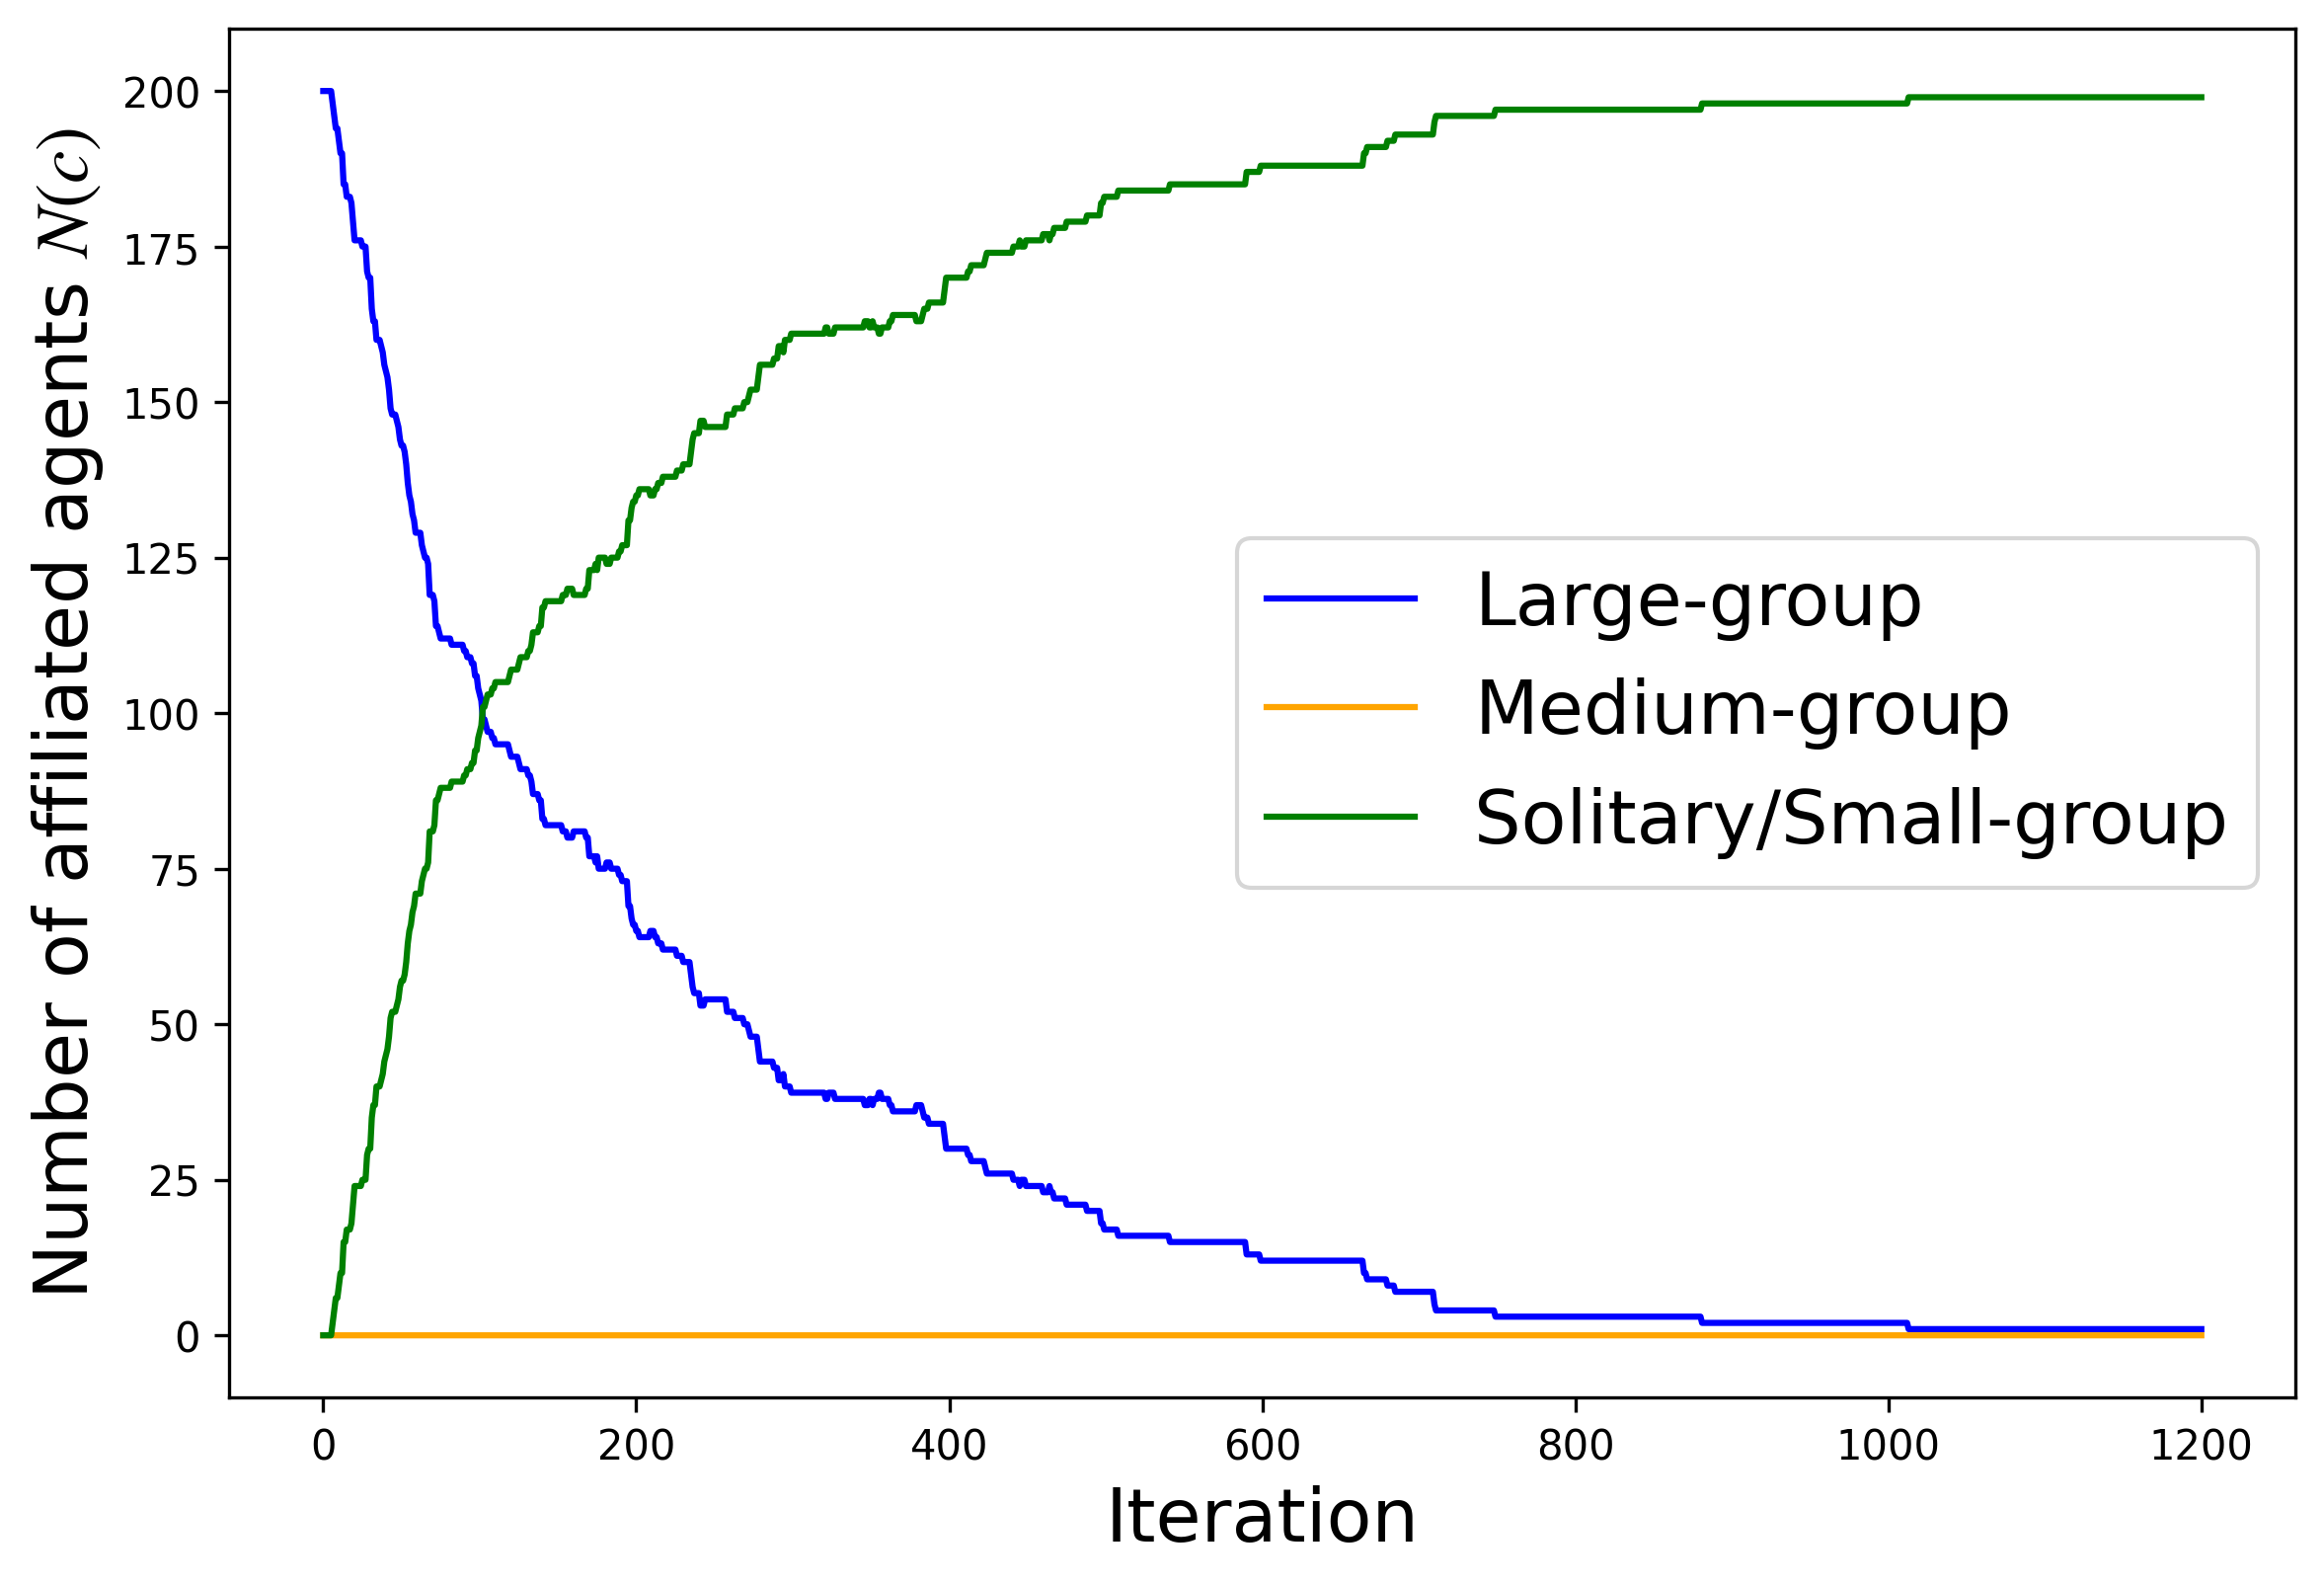 Number of affiliated agents N(c)
200
175
150
125
100
75
50
25
0
Large-group
Medium-group
Solitary/Small-group
0 200 400 600 800 1000 1200
Iteration